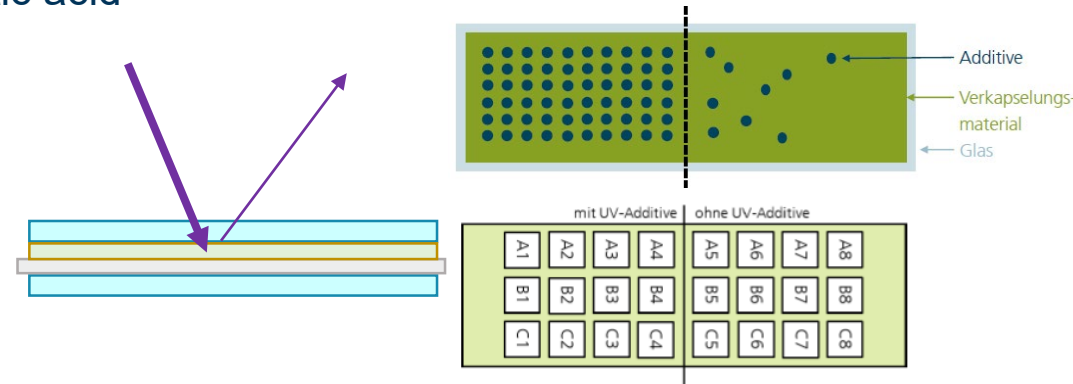 acid
Additive
Verkapselungs-
material
Glas
mit UV-Additive
ohne UV-Additive
A1 A2 A3 A4 A5 A6 A7 A8
B1 B2 B3 B4 B5 B6 B7 B8
C1 C2 C3 C4 C5 C6 C7 C8